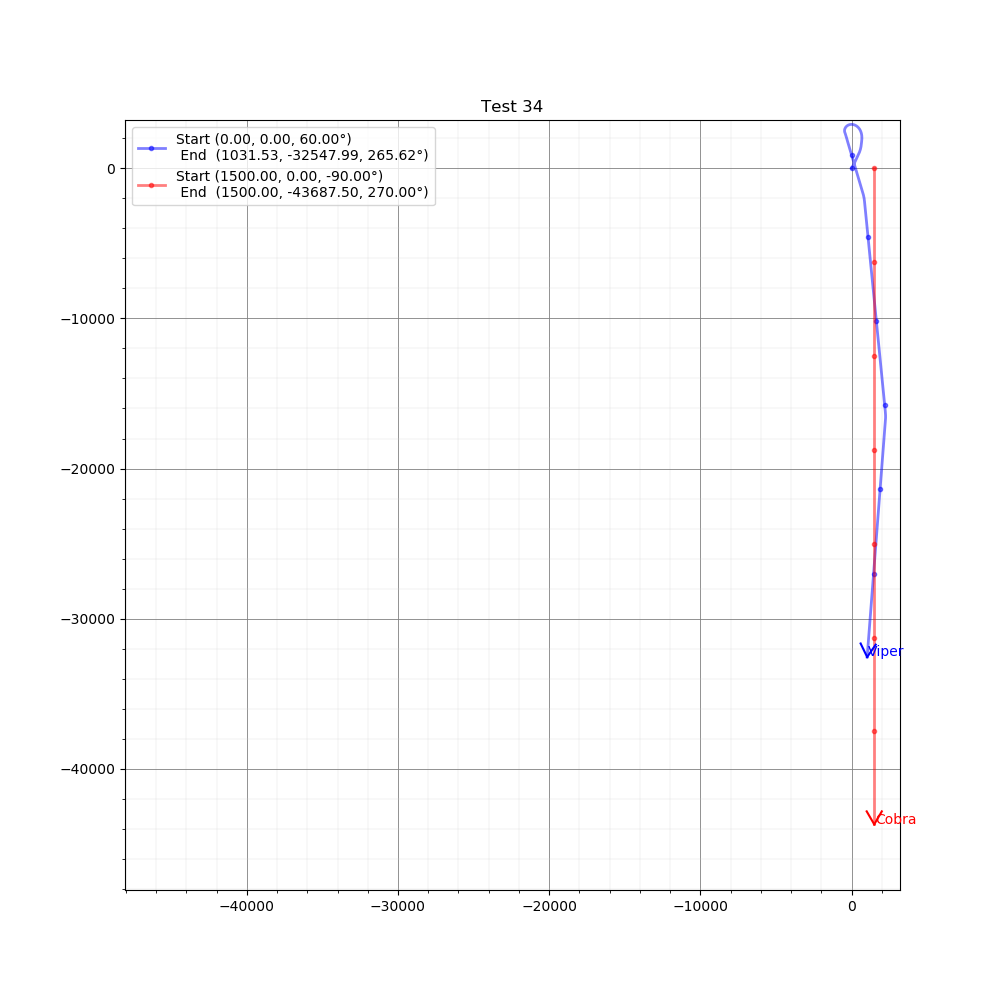 Test 34
Start (0.00, 0.00, 60.00°)
End (1031.53, -32547.99, 265.62°)
Start (1500.00, 0.00, -90.00°)
End (1500.00, -43687.50, 270.00°)
0
−10000
−20000
−30000
−40000
Viper
Cobra
−40000
−30000
−20000
−10000
0